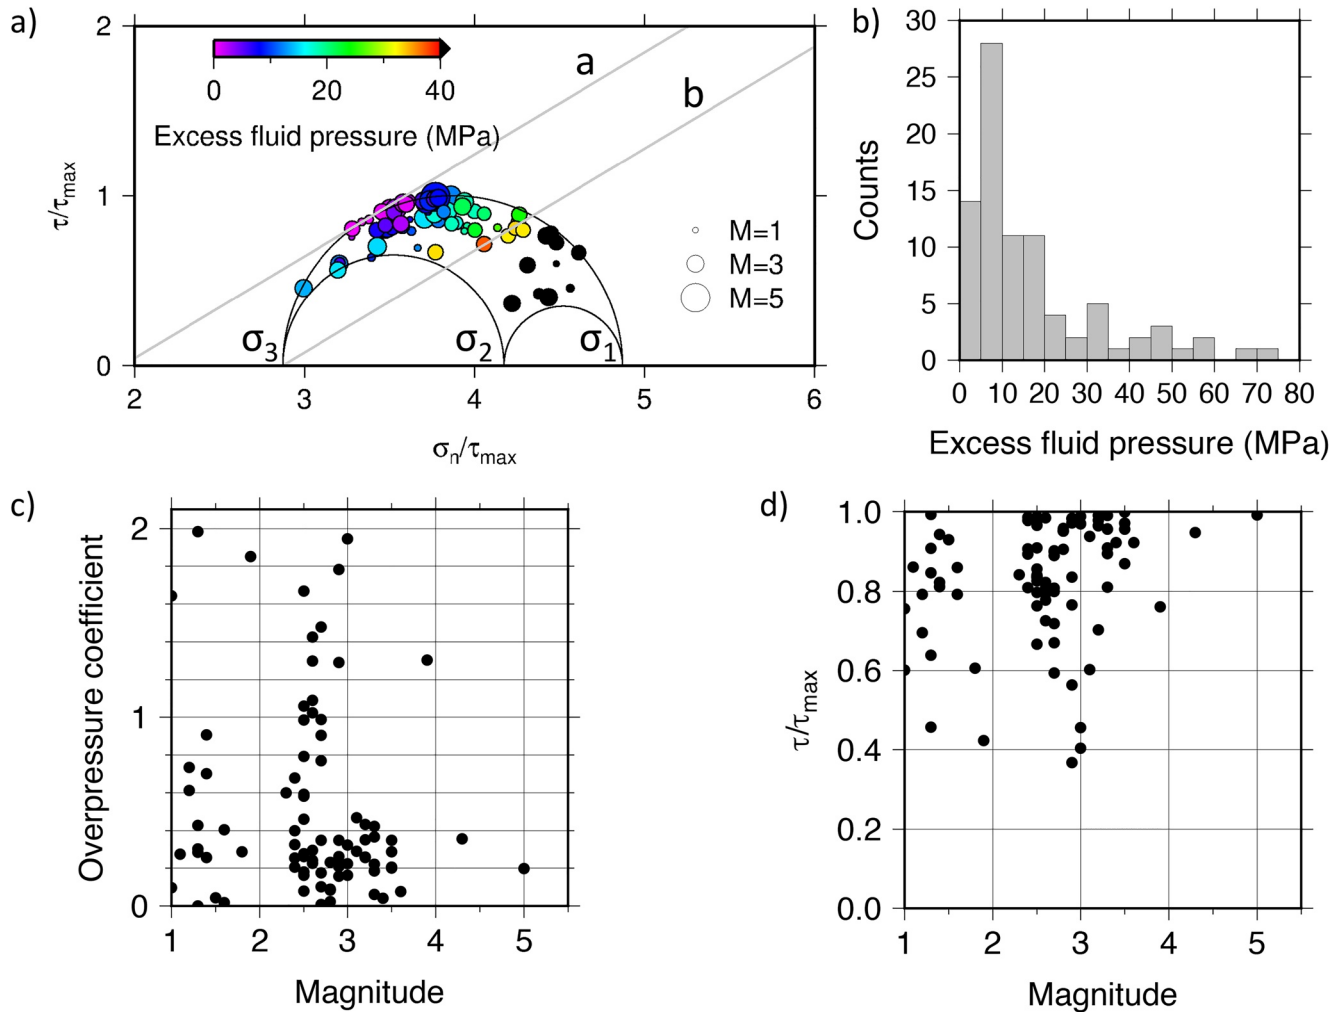 a)
2
1
0
τ/τmax
0 20 40
Excess fluid pressure (MPa)
a
b
M=1
M=3
M=5
σ3 σ2 σ1
2 3 4 5 6
σn/τmax
b)
30
25
20
15
10
5
0
Counts
0 10 20 30 40 50 60 70 80
Excess fluid pressure (MPa)
c)
2
1
0
Overpressure coefficient
1 2 3 4 5
Magnitude
d)
1.0
0.8
0.6
0.4
0.2
0.0
τ/τmax
1 2 3 4 5
Magnitude